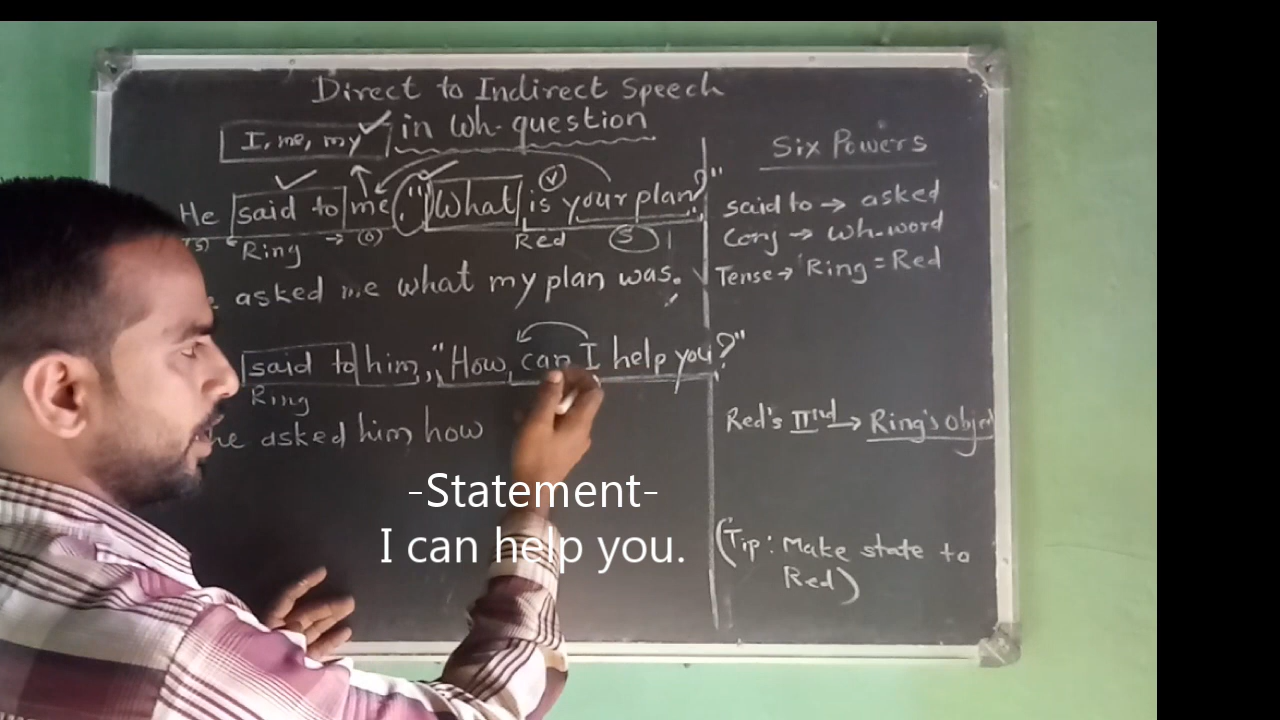 Direct to Indirect Speech
in Wh-question
I, me, my
He said to me, "What is your plan?"
(S) Ring (O) Red (S)
(V)
asked me what my plan was.
said to him, "How can I help you?"
Ring
he asked him how
Six Powers
said to → asked
Conj → wh-word
Tense → Ring = Red
Red's IInd → Ring's Objec
(Tip: Make state to
Red)
-Statement-
I can help you.